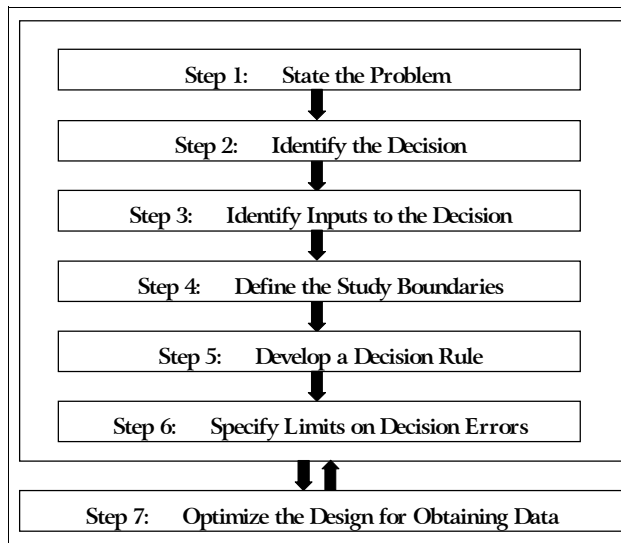 Step 1: State the Problem
Step 2: Identify the Decision
Step 3: Identify Inputs to the Decision
Step 4: Define the Study Boundaries
Step 5: Develop a Decision Rule
Step 6: Specify Limits on Decision Errors
Step 7: Optimize the Design for Obtaining Data